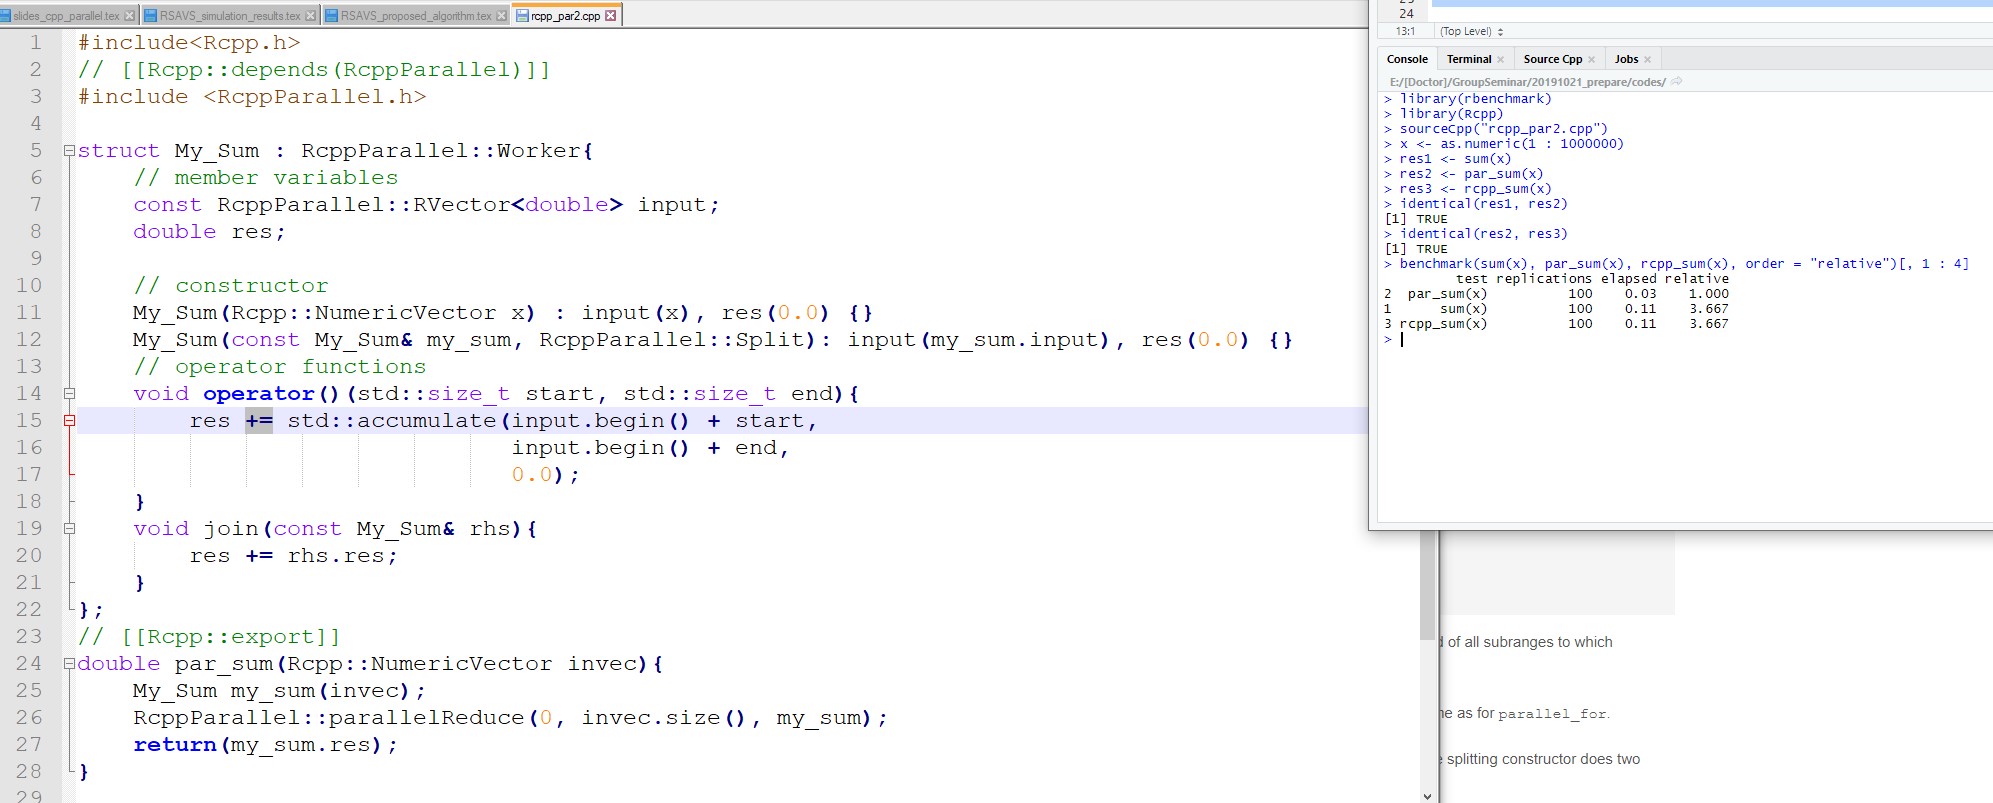 slides_cpp_parallel.tex RSAVS_simulation_results.tex RSAVS_proposed_algorithm.tex rcpp_par2.cpp
1 #include<Rcpp.h>
2 // [[Rcpp::depends(RcppParallel)]]
3 #include <RcppParallel.h>
4
5 struct My_Sum : RcppParallel::Worker{
6 // member variables
7 const RcppParallel::RVector<double> input;
8 double res;
9
10 // constructor
11 My_Sum(Rcpp::NumericVector x) : input(x), res(0.0) {}
12 My_Sum(const My_Sum& my_sum, RcppParallel::Split): input(my_sum.input), res(0.0) {}
13 // operator functions
14 void operator()(std::size_t start, std::size_t end){
15 res += std::accumulate(input.begin() + start,
16 input.begin() + end,
17 0.0);
18 }
19 void join(const My_Sum& rhs){
20 res += rhs.res;
21 }
22 };
23 // [[Rcpp::export]]
24 double par_sum(Rcpp::NumericVector invec){
25 My_Sum my_sum(invec);
26 RcppParallel::parallelReduce(0, invec.size(), my_sum);
27 return(my_sum.res);
28 }
29
24
13:1 (Top Level)
Console Terminal Source Cpp Jobs
E:/[Doctor]/GroupSeminar/20191021_prepare/codes/
> library(rbenchmark)
> library(Rcpp)
> sourceCpp("rcpp_par2.cpp")
> x <- as.numeric(1 : 1000000)
> res1 <- sum(x)
> res2 <- par_sum(x)
> res3 <- rcpp_sum(x)
> identical(res1, res2)
[1] TRUE
> identical(res2, res3)
[1] TRUE
> benchmark(sum(x), par_sum(x), rcpp_sum(x), order = "relative")[, 1 : 4]
test replications elapsed relative
2 par_sum(x) 100 0.03 1.000
1 sum(x) 100 0.11 3.667
3 rcpp_sum(x) 100 0.11 3.667
>
of all subranges to which
as for parallel_for.
splitting constructor does two